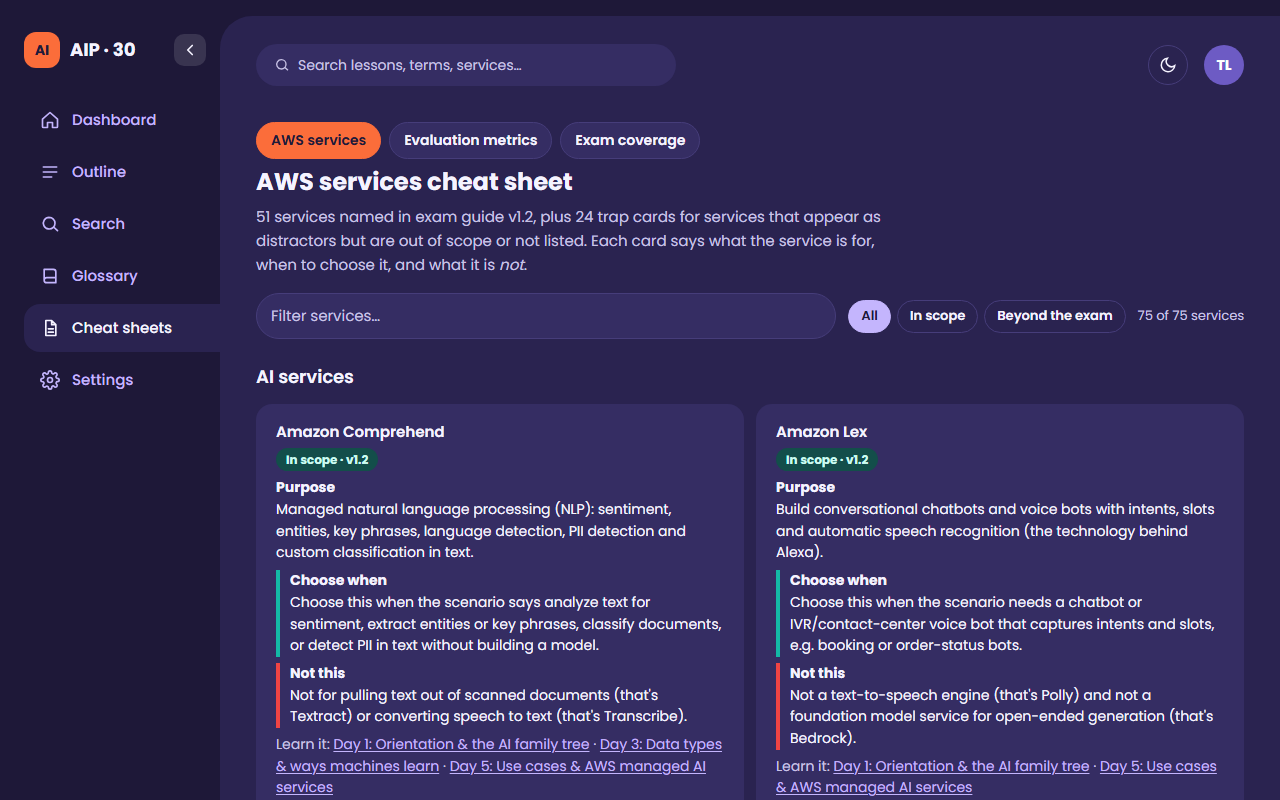 AI
AIP · 30
Dashboard
Outline
Search
Glossary
Cheat sheets
Settings
Search lessons, terms, services...
TL
AWS services
Evaluation metrics
Exam coverage
AWS services cheat sheet
51 services named in exam guide v1.2, plus 24 trap cards for services that appear as
distractors but are out of scope or not listed. Each card says what the service is for,
when to choose it, and what it is not.
Filter services...
All
In scope
Beyond the exam
75 of 75 services
AI services
Amazon Comprehend
In scope · v1.2
Purpose
Managed natural language processing (NLP): sentiment,
entities, key phrases, language detection, PII detection and
custom classification in text.
Choose when
Choose this when the scenario says analyze text for
sentiment, extract entities or key phrases, classify documents,
or detect PII in text without building a model.
Not this
Not for pulling text out of scanned documents (that's
Textract) or converting speech to text (that's Transcribe).
Learn it: Day 1: Orientation & the AI family tree · Day 3: Data types
& ways machines learn · Day 5: Use cases & AWS managed AI
services
Amazon Lex
In scope · v1.2
Purpose
Build conversational chatbots and voice bots with intents, slots
and automatic speech recognition (the technology behind
Alexa).
Choose when
Choose this when the scenario needs a chatbot or
IVR/contact-center voice bot that captures intents and slots,
e.g. booking or order-status bots.
Not this
Not a text-to-speech engine (that's Polly) and not a
foundation model service for open-ended generation (that's
Bedrock).
Learn it: Day 1: Orientation & the AI family tree · Day 5: Use cases
& AWS managed AI services